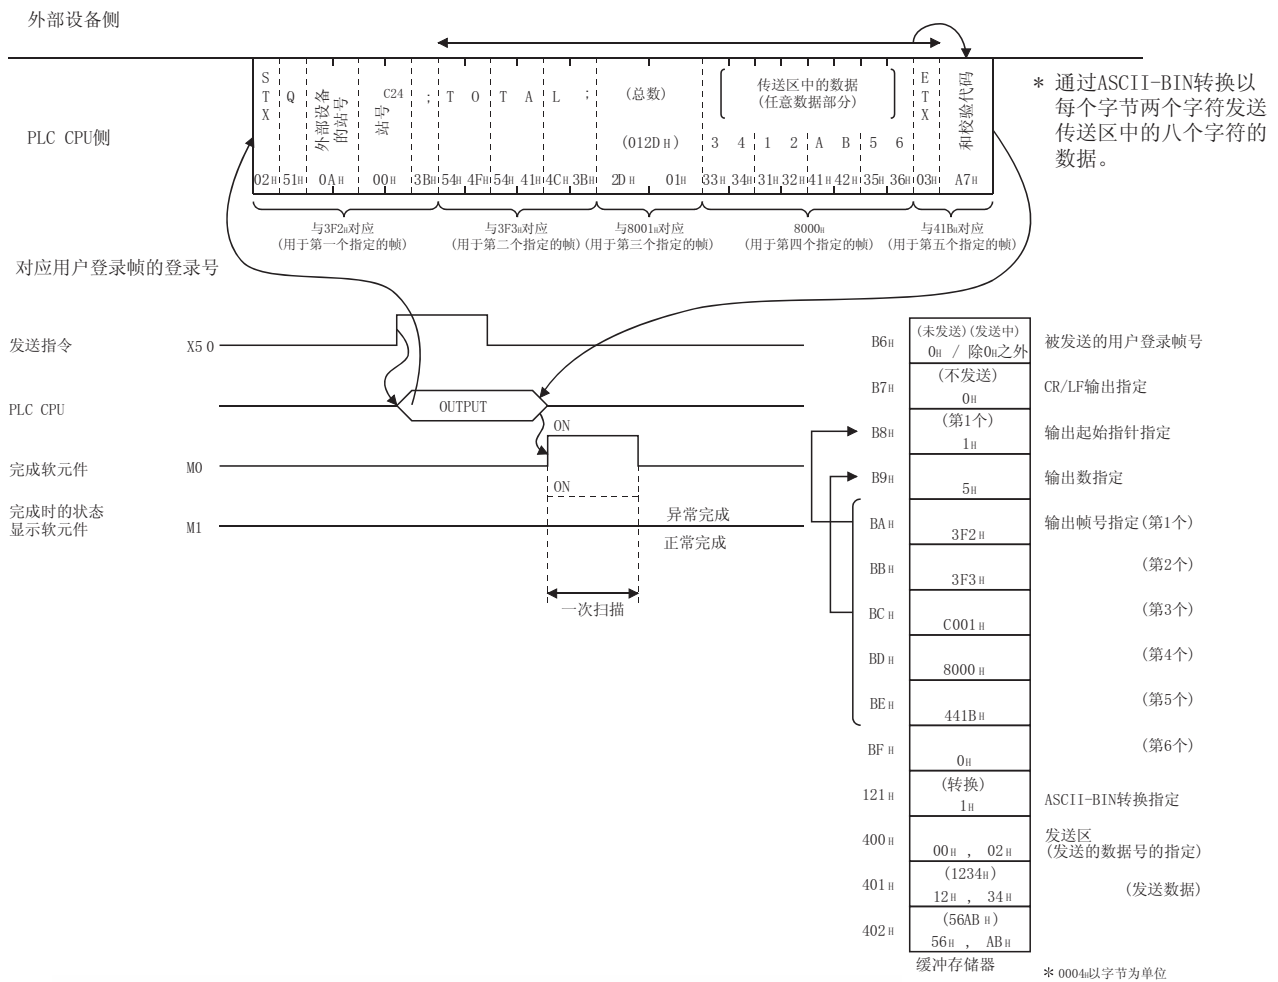 外部设备侧
PLC CPU侧
STX
Q
外部设备的站号
C24
站号
; T O T A L ;
(总数)
(012DH)
传送区中的数据
(任意数据部分)
3 4 1 2 A B 5 6
ETX
和校验代码
02H 51H 0AH 00H 3BH 54H 4FH 54H 41H 4CH 3BH 2D H 01H 33H 34H 31H 32H 41H 42H 35H 36H 03H A7H
* 通过ASCII-BIN转换以
每个字节两个字符发送
传送区中的八个字符的
数据。
与3F2H对应
(用于第一个指定的帧)
与3F3H对应
(用于第二个指定的帧)
与8001H对应
(用于第三个指定的帧)
8000H
(用于第四个指定的帧)
与41BH对应
(用于第五个指定的帧)
对应用户登录帧的登录号
发送指令 X50
PLC CPU OUTPUT
ON
完成软元件 M0
ON
完成时的状态
显示软元件 M1
异常完成
正常完成
一次扫描
B6H (未发送)(发送中) 被发送的用户登录帧号
0H / 除0H之外
B7H (不发送) CR/LF输出指定
0H
B8H (第1个) 输出起始指针指定
1H
B9H 5H 输出数指定
BAH 3F2H 输出帧号指定(第1个)
BBH 3F3H (第2个)
BCH C001H (第3个)
BDH 8000H (第4个)
BEH 441BH (第5个)
BFH 0H (第6个)
121H (转换) ASCII-BIN转换指定
1H
400H 00H , 02H 发送区
(发送的数据号的指定)
401H (1234H) (发送数据)
12H , 34H
402H (56ABH)
56H , ABH
缓冲存储器
* 0004H以字节为单位